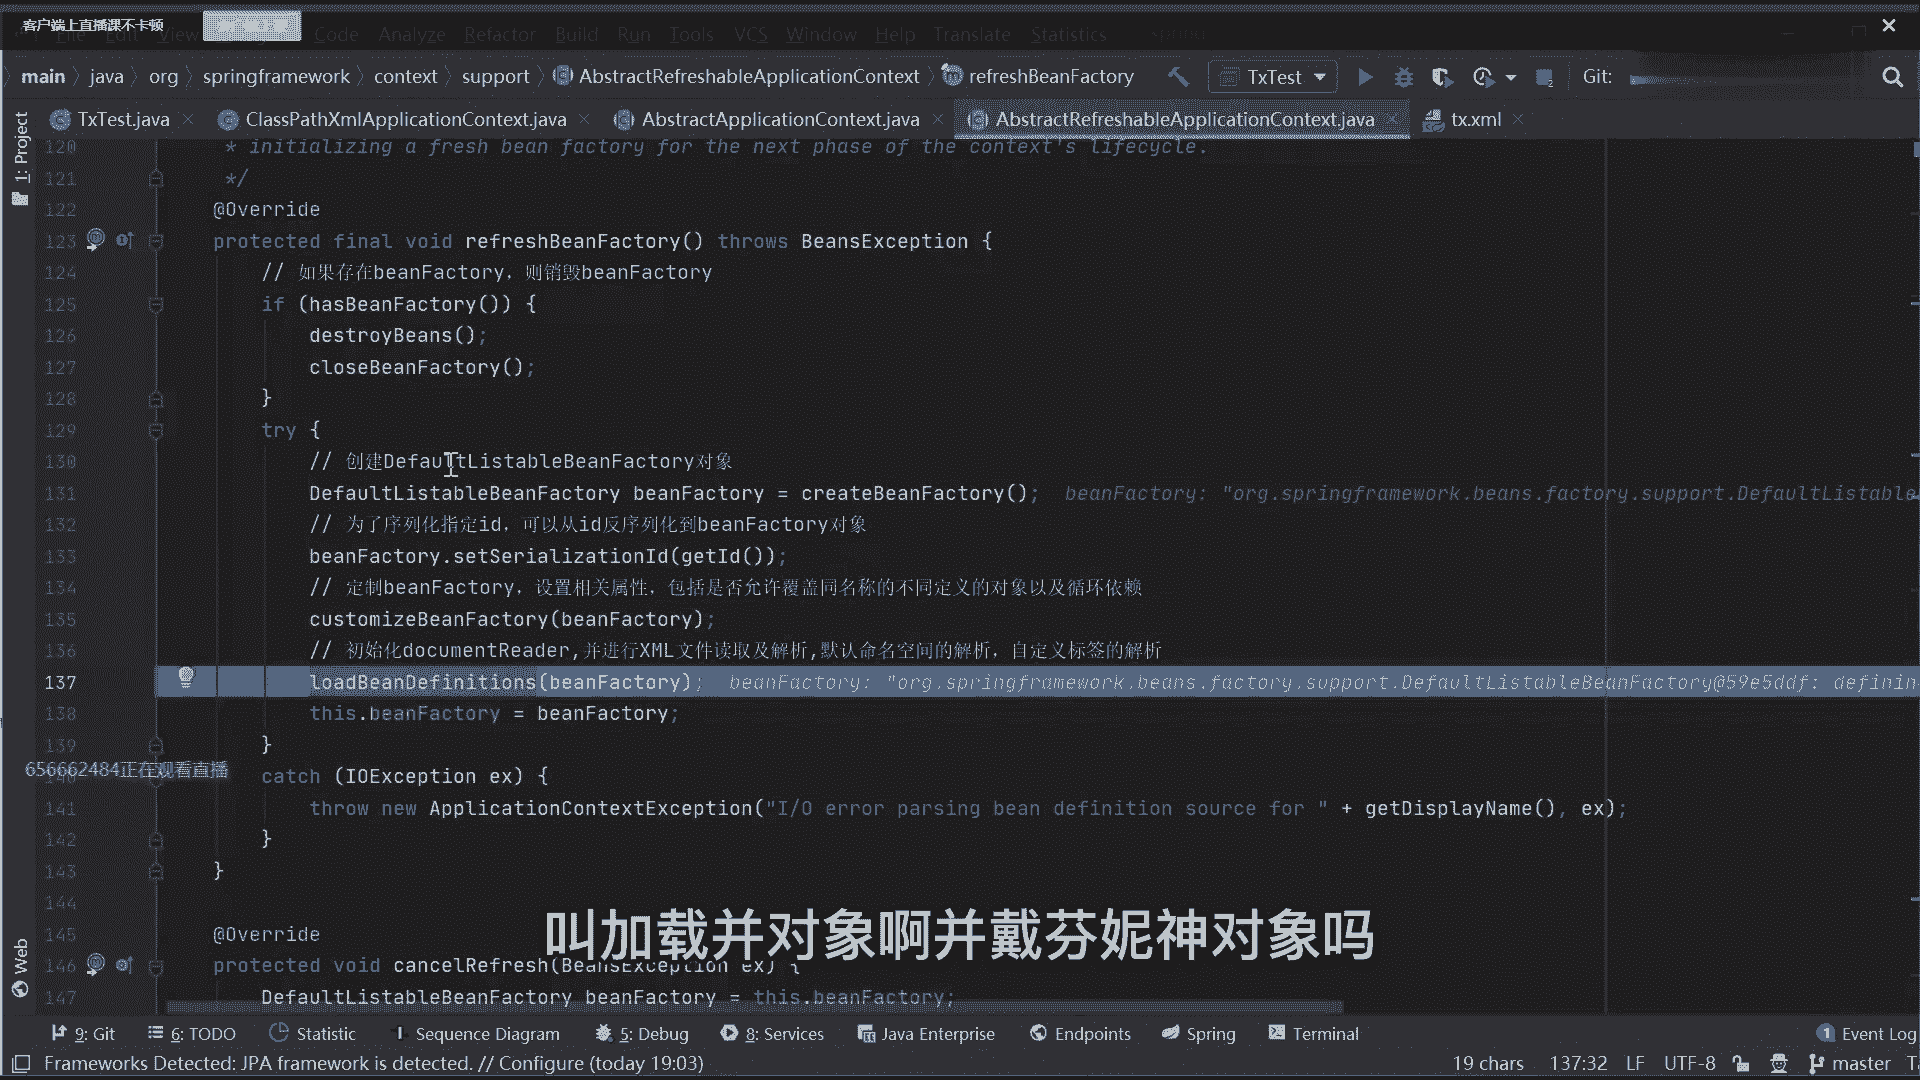 客户端上直播课不卡顿
File Edit View Code Analyze Refactor Build Run Tools VCS Window Help Translate Statistics
main java org springframework context support AbstractRefreshableApplicationContext refreshBeanFactory TxTest Git:
TxTest.java ClassPathXmlApplicationContext.java AbstractApplicationContext.java AbstractRefreshableApplicationContext.java tx.xml
1: Project
120 * initializing a fresh bean factory for the next phase of the context's lifecycle.
121 */
122 @Override
123 protected final void refreshBeanFactory() throws BeansException {
124 // 如果存在beanFactory，则销毁beanFactory
125 if (hasBeanFactory()) {
126 destroyBeans();
127 closeBeanFactory();
128 }
129 try {
130 // 创建DefaultListableBeanFactory对象
131 DefaultListableBeanFactory beanFactory = createBeanFactory(); beanFactory: "org.springframework.beans.factory.support.DefaultListable
132 // 为了序列化指定id，可以从id反序列化到beanFactory对象
133 beanFactory.setSerializationId(getId());
134 // 定制beanFactory，设置相关属性，包括是否允许覆盖同名称的不同定义的对象以及循环依赖
135 customizeBeanFactory(beanFactory);
136 // 初始化documentReader,并进行XML文件读取及解析,默认命名空间的解析，自定义标签的解析
137 loadBeanDefinitions(beanFactory); beanFactory: "org.springframework.beans.factory.support.DefaultListableBeanFactory@59e5ddf: definin
138 this.beanFactory = beanFactory;
139 }
656662484正在观看直播
140 catch (IOException ex) {
141 throw new ApplicationContextException("I/O error parsing bean definition source for " + getDisplayName(), ex);
142 }
143 }
144
叫加载并对象啊并戴芬妮神对象吗
145 @Override
146 protected void cancelRefresh(BeansException ex) {
147 DefaultListableBeanFactory beanFactory = this.beanFactory;
Web
9: Git 6: TODO Statistic Sequence Diagram 5: Debug 8: Services Java Enterprise Endpoints Spring Terminal 1 Event Log
Frameworks Detected: JPA framework is detected. // Configure (today 19:03) 19 chars 137:32 LF UTF-8 master